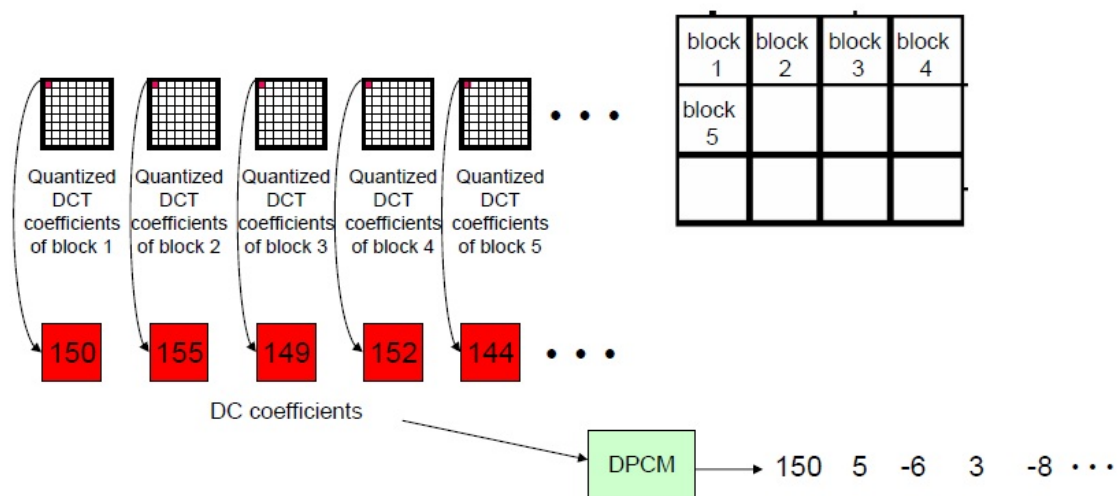 block 1
block 2
block 3
block 4
block 5
Quantized DCT coefficients of block 1
Quantized DCT coefficients of block 2
Quantized DCT coefficients of block 3
Quantized DCT coefficients of block 4
Quantized DCT coefficients of block 5
• • •
150 155 149 152 144 • • •
DC coefficients
DPCM
150 5 -6 3 -8 • • •